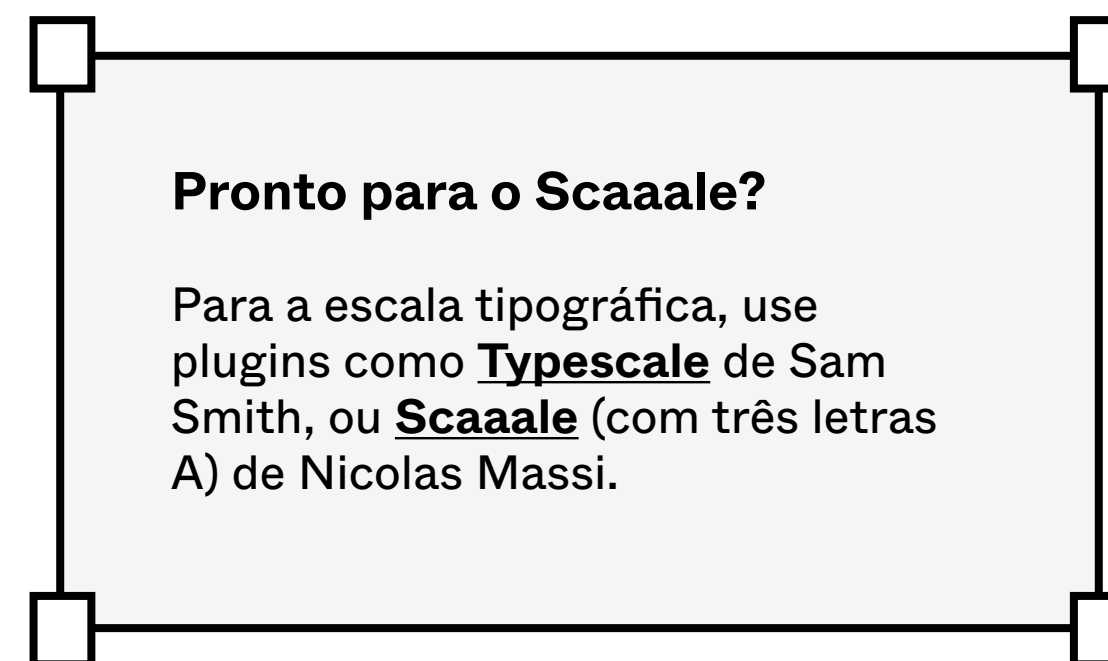 Pronto para o Scaaale?
Para a escala tipográfica, use
plugins como Typescale de Sam
Smith, ou Scaaale (com três letras
A) de Nicolas Massi.